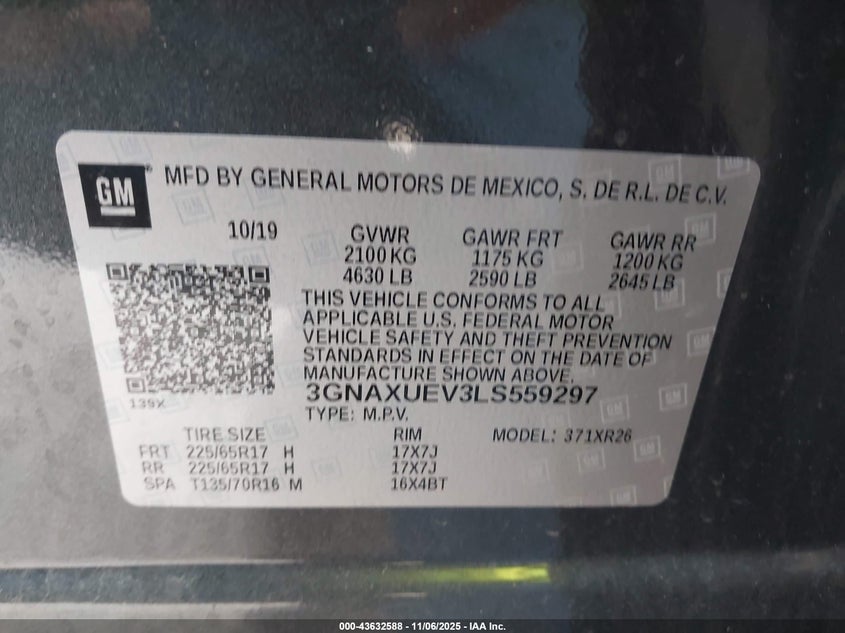 GM® MFD BY GENERAL MOTORS DE MEXICO, S. DE R.L. DE C.V.
10/19 GVWR GAWR FRT GAWR RR
2100 KG 1175 KG 1200 KG
4630 LB 2590 LB 2645 LB
THIS VEHICLE CONFORMS TO ALL
APPLICABLE U.S. FEDERAL MOTOR
VEHICLE SAFETY AND THEFT PREVENTION
STANDARDS IN EFFECT ON THE DATE OF
MANUFACTURE SHOWN ABOVE.
139X 3GNAXUEV3LS559297
TYPE: M.P.V.
TIRE SIZE RIM MODEL: 371XR26
FRT 225/65R17 H 17X7J
RR 225/65R17 H 17X7J
SPA T135/70R16 M 16X4BT
000-43632588 - 11/06/2025 - IAA Inc.